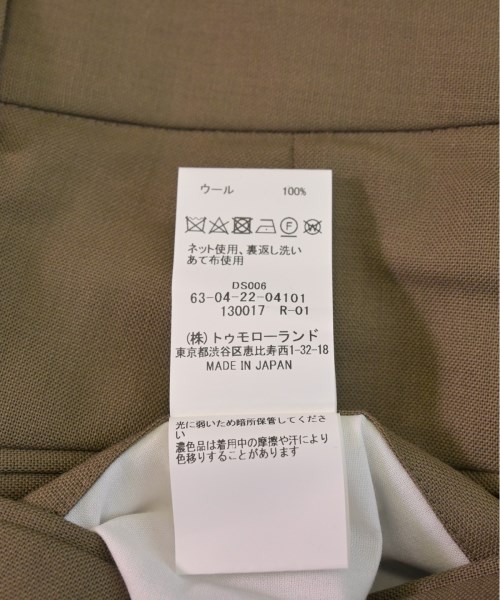 ウール 100%
ネット使用、裏返し洗い
あて布使用
DS006
63-04-22-04101
130017 R-01
(株)トゥモローランド
東京都渋谷区恵比寿西1-32-18
MADE IN JAPAN
光に弱いため暗所保管してくださ
い
濃色品は着用中の摩擦や汗により
色移りすることがあります